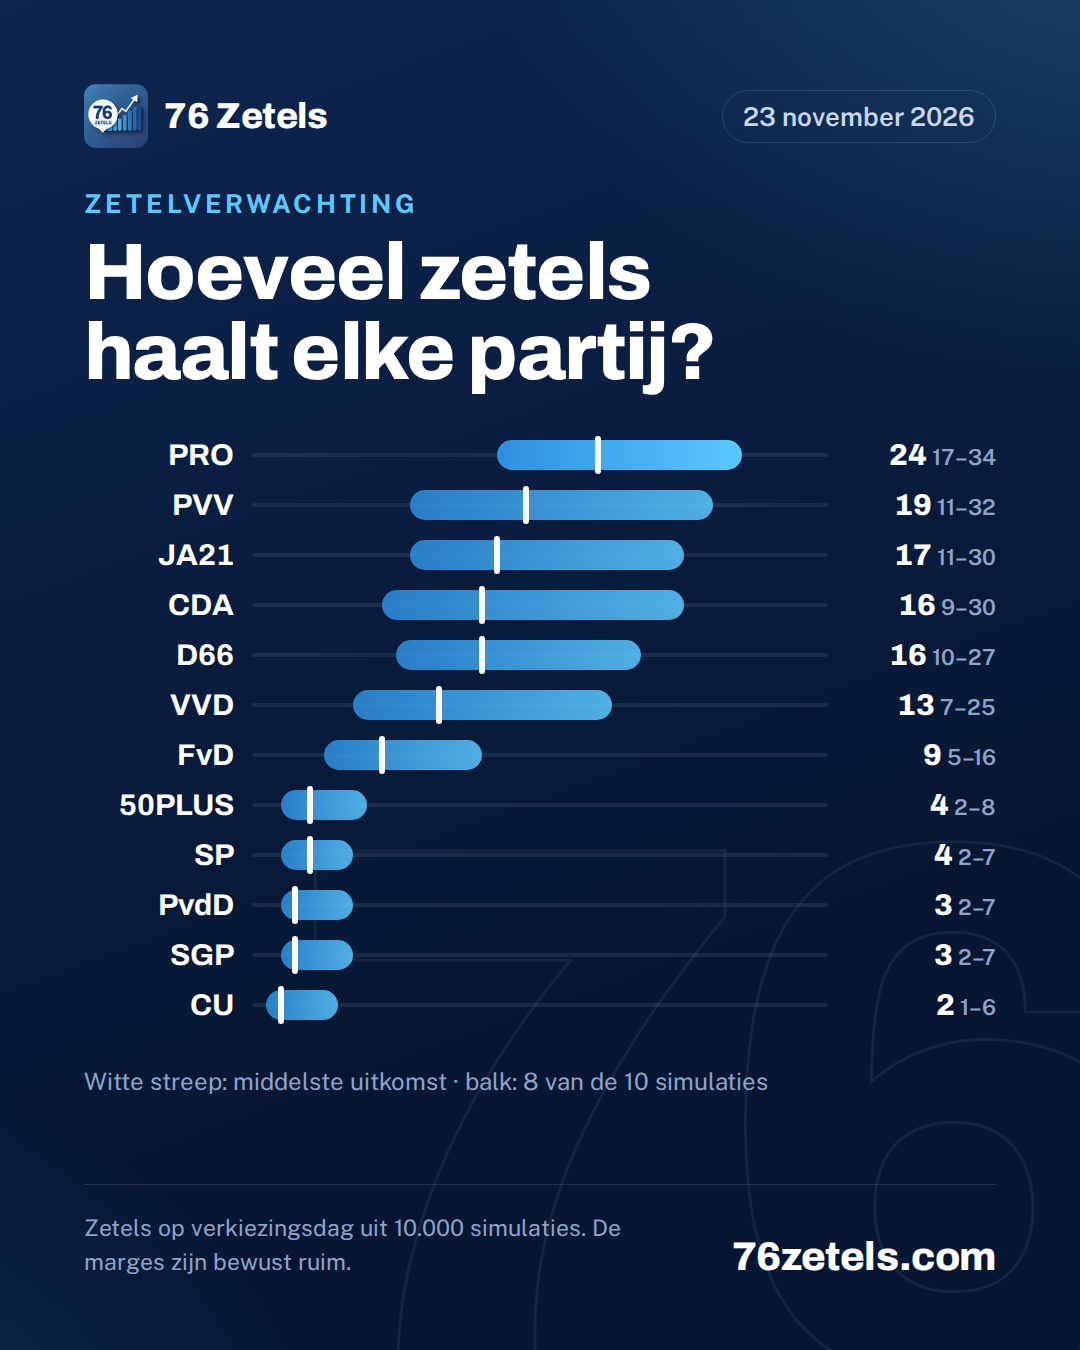 76
ZETELS
76 Zetels
23 november 2026
ZETELVERWACHTING
Hoeveel zetels
haalt elke partij?
PRO 24 17–34
PVV 19 11–32
JA21 17 11–30
CDA 16 9–30
D66 16 10–27
VVD 13 7–25
FvD 9 5–16
50PLUS 4 2–8
SP 4 2–7
PvdD 3 2–7
SGP 3 2–7
CU 2 1–6
Witte streep: middelste uitkomst · balk: 8 van de 10 simulaties
Zetels op verkiezingsdag uit 10.000 simulaties. De
marges zijn bewust ruim.
76zetels.com
76